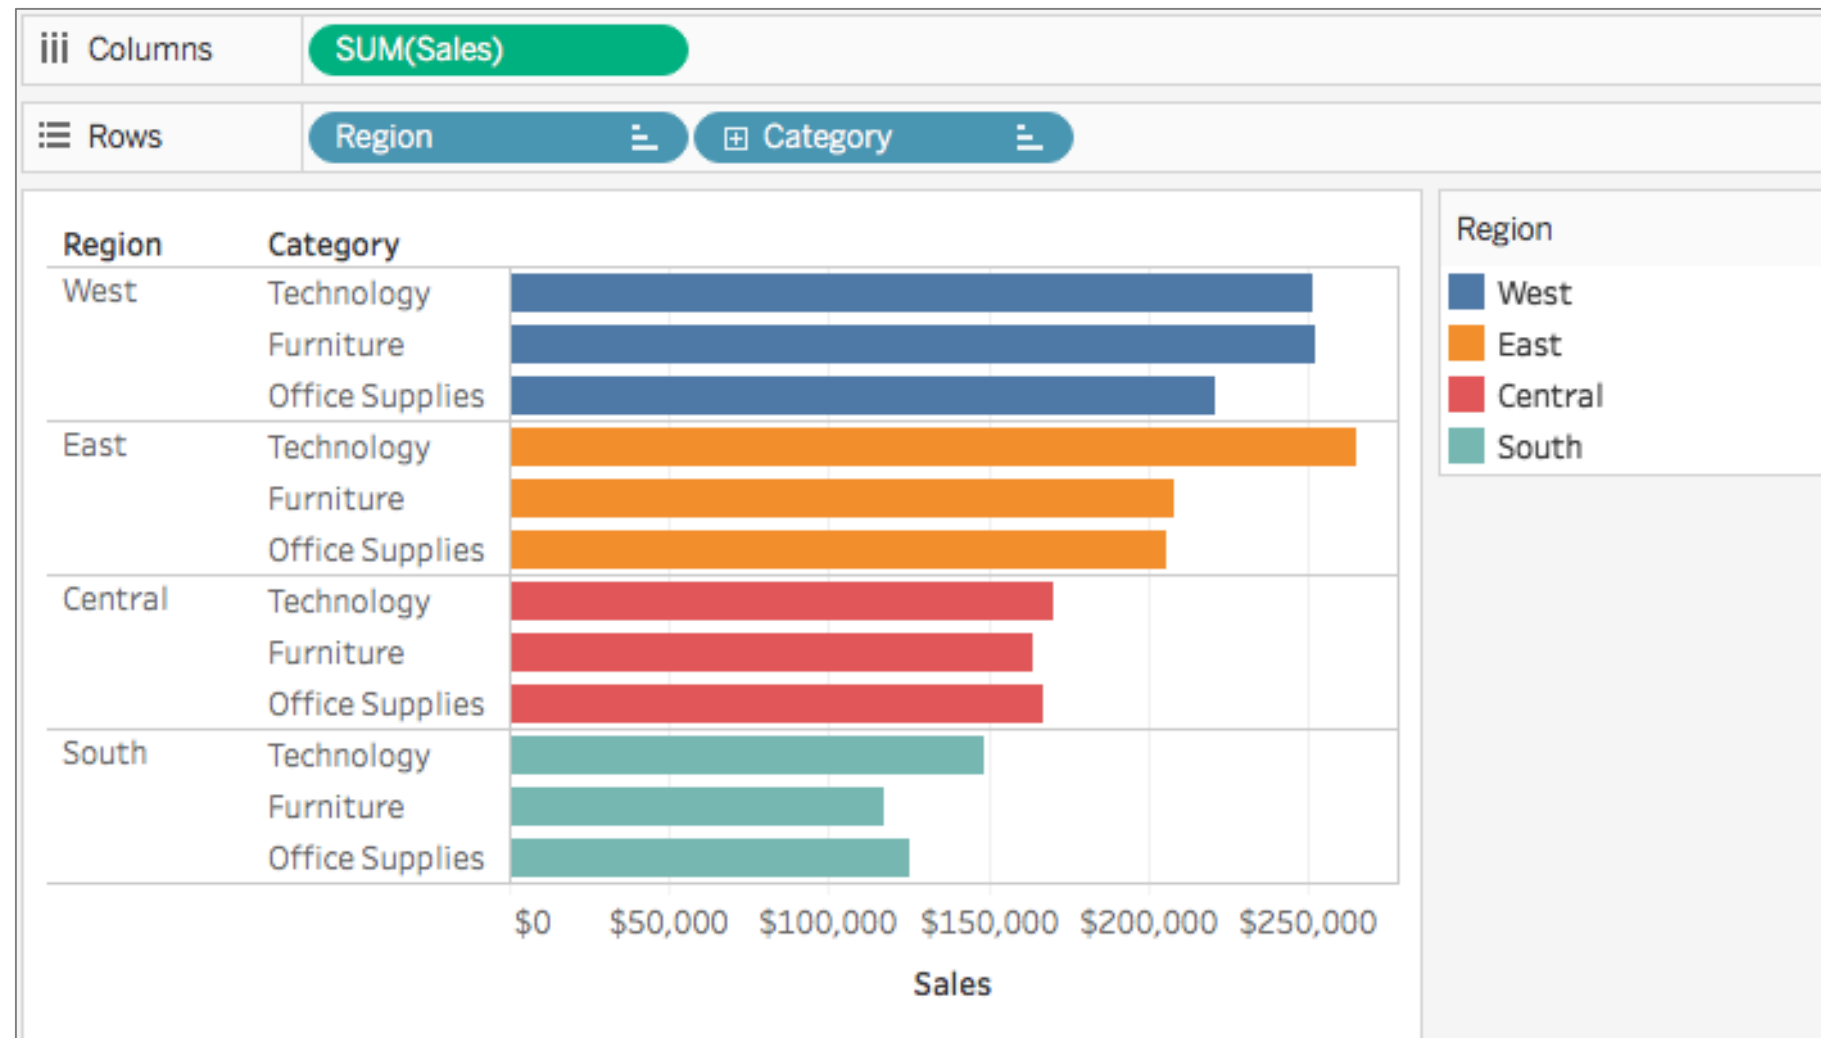 Columns SUM(Sales)
Rows Region Category
Region Category
West Technology
Furniture
Office Supplies
East Technology
Furniture
Office Supplies
Central Technology
Furniture
Office Supplies
South Technology
Furniture
Office Supplies
$0 $50,000 $100,000 $150,000 $200,000 $250,000
Sales
Region
West
East
Central
South